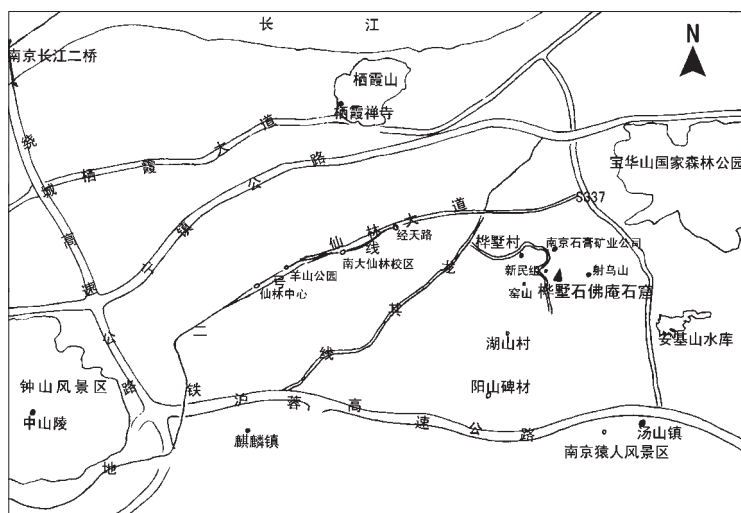 长 江
N
南京长江二桥
栖霞山
栖霞禅寺
栖霞大道
绕城高速公路
宁镇公路
宝华山国家森林公园
S337
仙林大道
经天路
南大仙林校区
羊山公园
仙林中心
地铁二号线
其龙线
桦墅村
南京石膏矿业公司
新民组
射乌山
窑山
桦墅石佛庵石窟
湖山村
安基山水库
阳山碑材
钟山风景区
中山陵
沪蓉高速公路
麒麟镇
汤山镇
南京猿人风景区